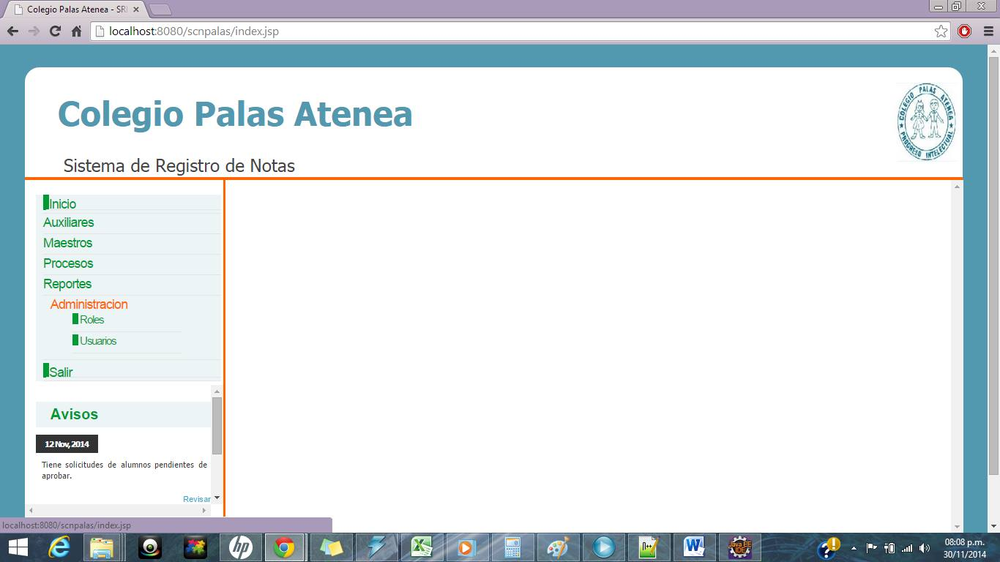 Colegio Palas Atenea - SR
localhost:8080/scnpalas/index.jsp
Colegio Palas Atenea
COLEGIO PALAS ATENEA
PROGRESO INTELECTUAL
Sistema de Registro de Notas
Inicio
Auxiliares
Maestros
Procesos
Reportes
Administracion
Roles
Usuarios
Salir
Avisos
12 Nov, 2014
Tiene solicitudes de alumnos pendientes de
aprobar.
Revisar
localhost:8080/scnpalas/index.jsp
hp
Java EE
IDE
08:08 p.m.
30/11/2014